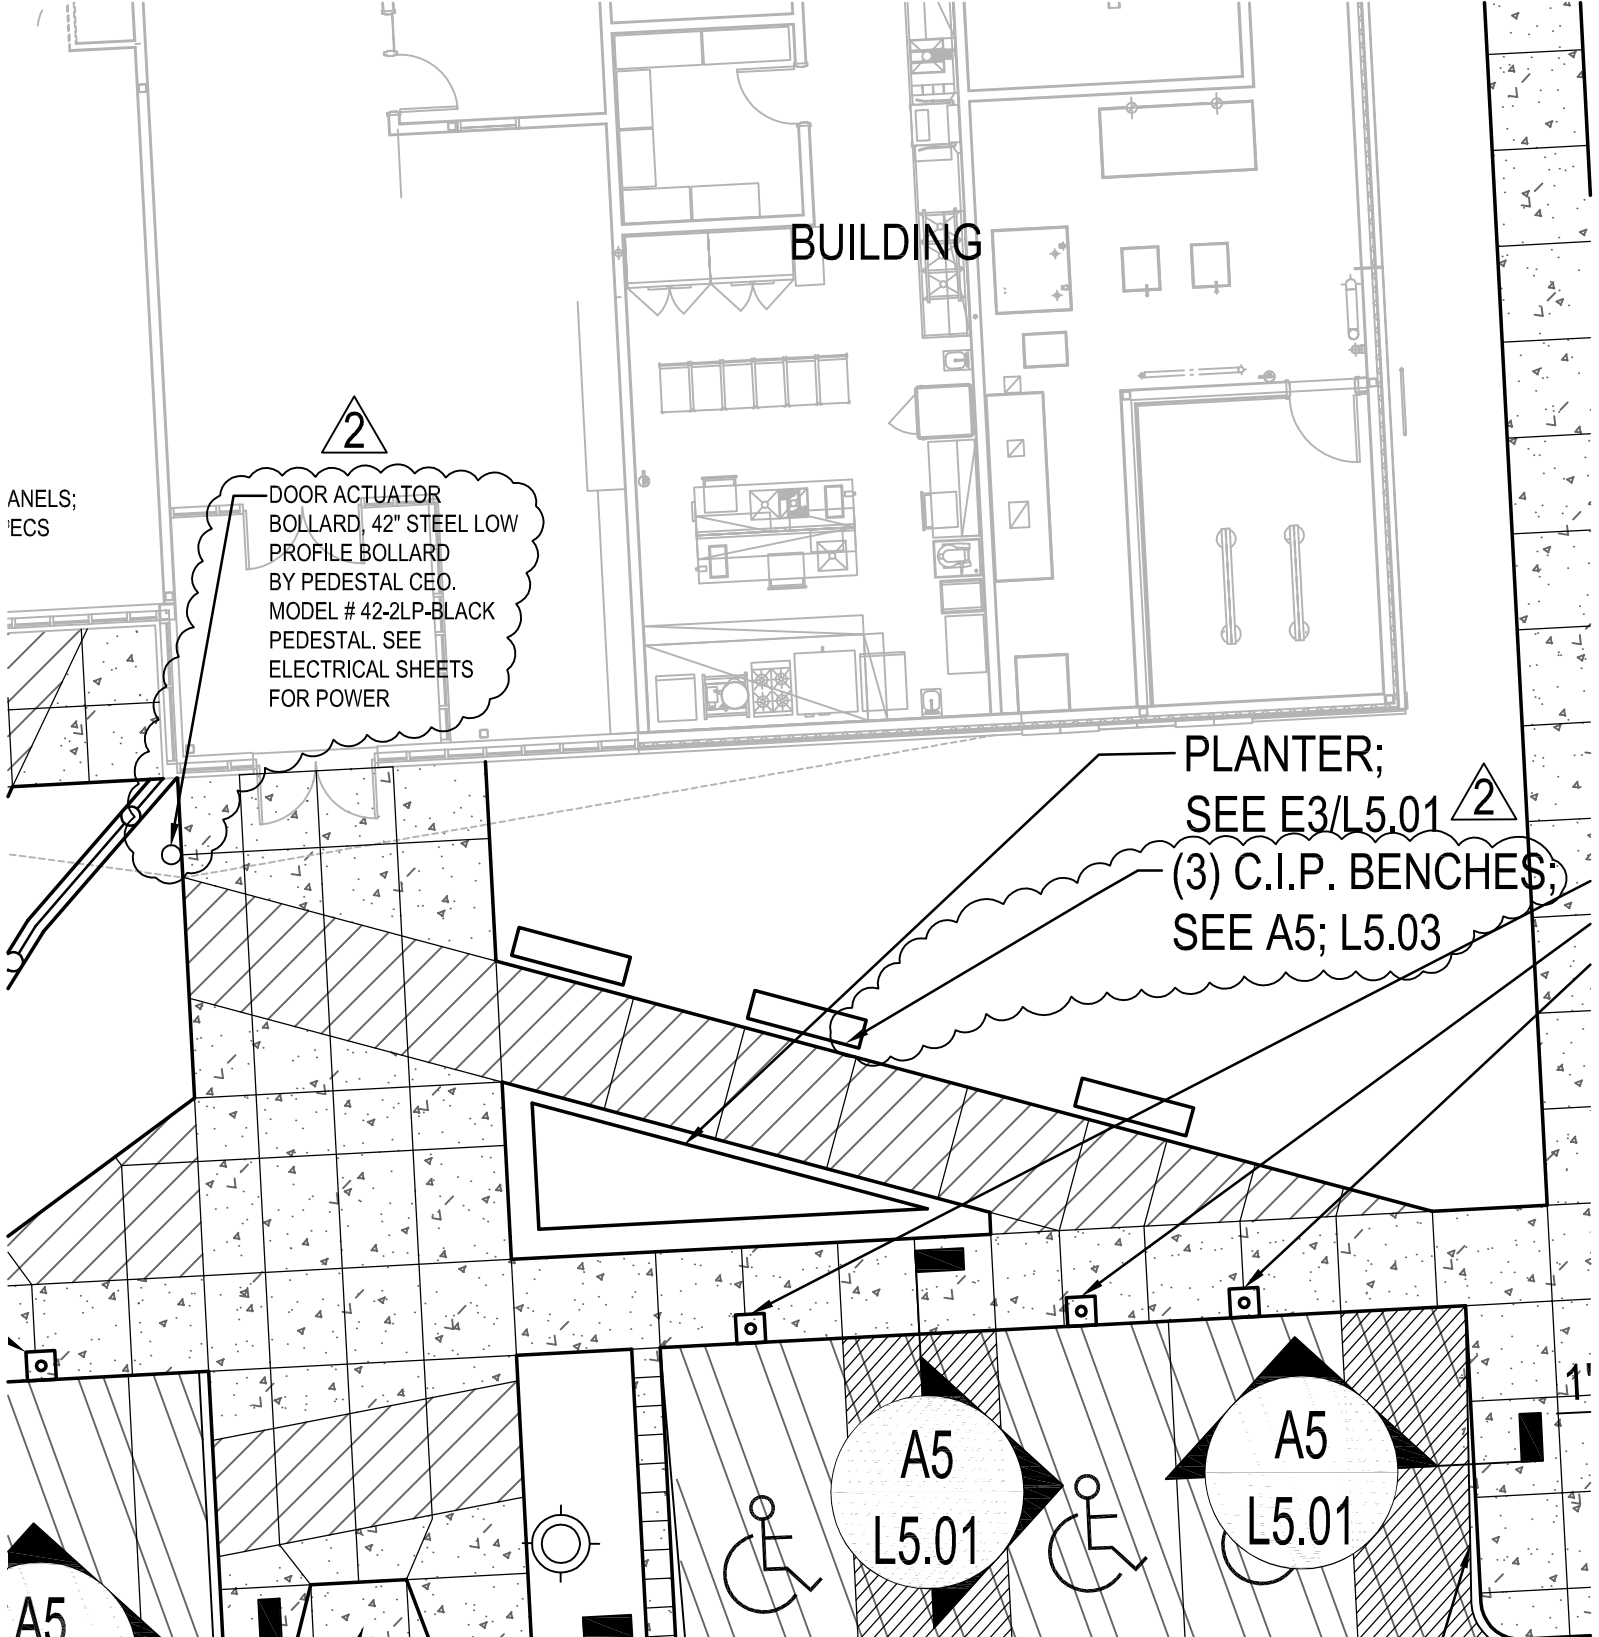 BUILDING
2
ANELS;
ECS
DOOR ACTUATOR
BOLLARD, 42" STEEL LOW
PROFILE BOLLARD
BY PEDESTAL CEO.
MODEL # 42-2LP-BLACK
PEDESTAL. SEE
ELECTRICAL SHEETS
FOR POWER
PLANTER;
SEE E3/L5.01
2
(3) C.I.P. BENCHES;
SEE A5; L5.03
1'
A5
L5.01
A5
L5.01
A5